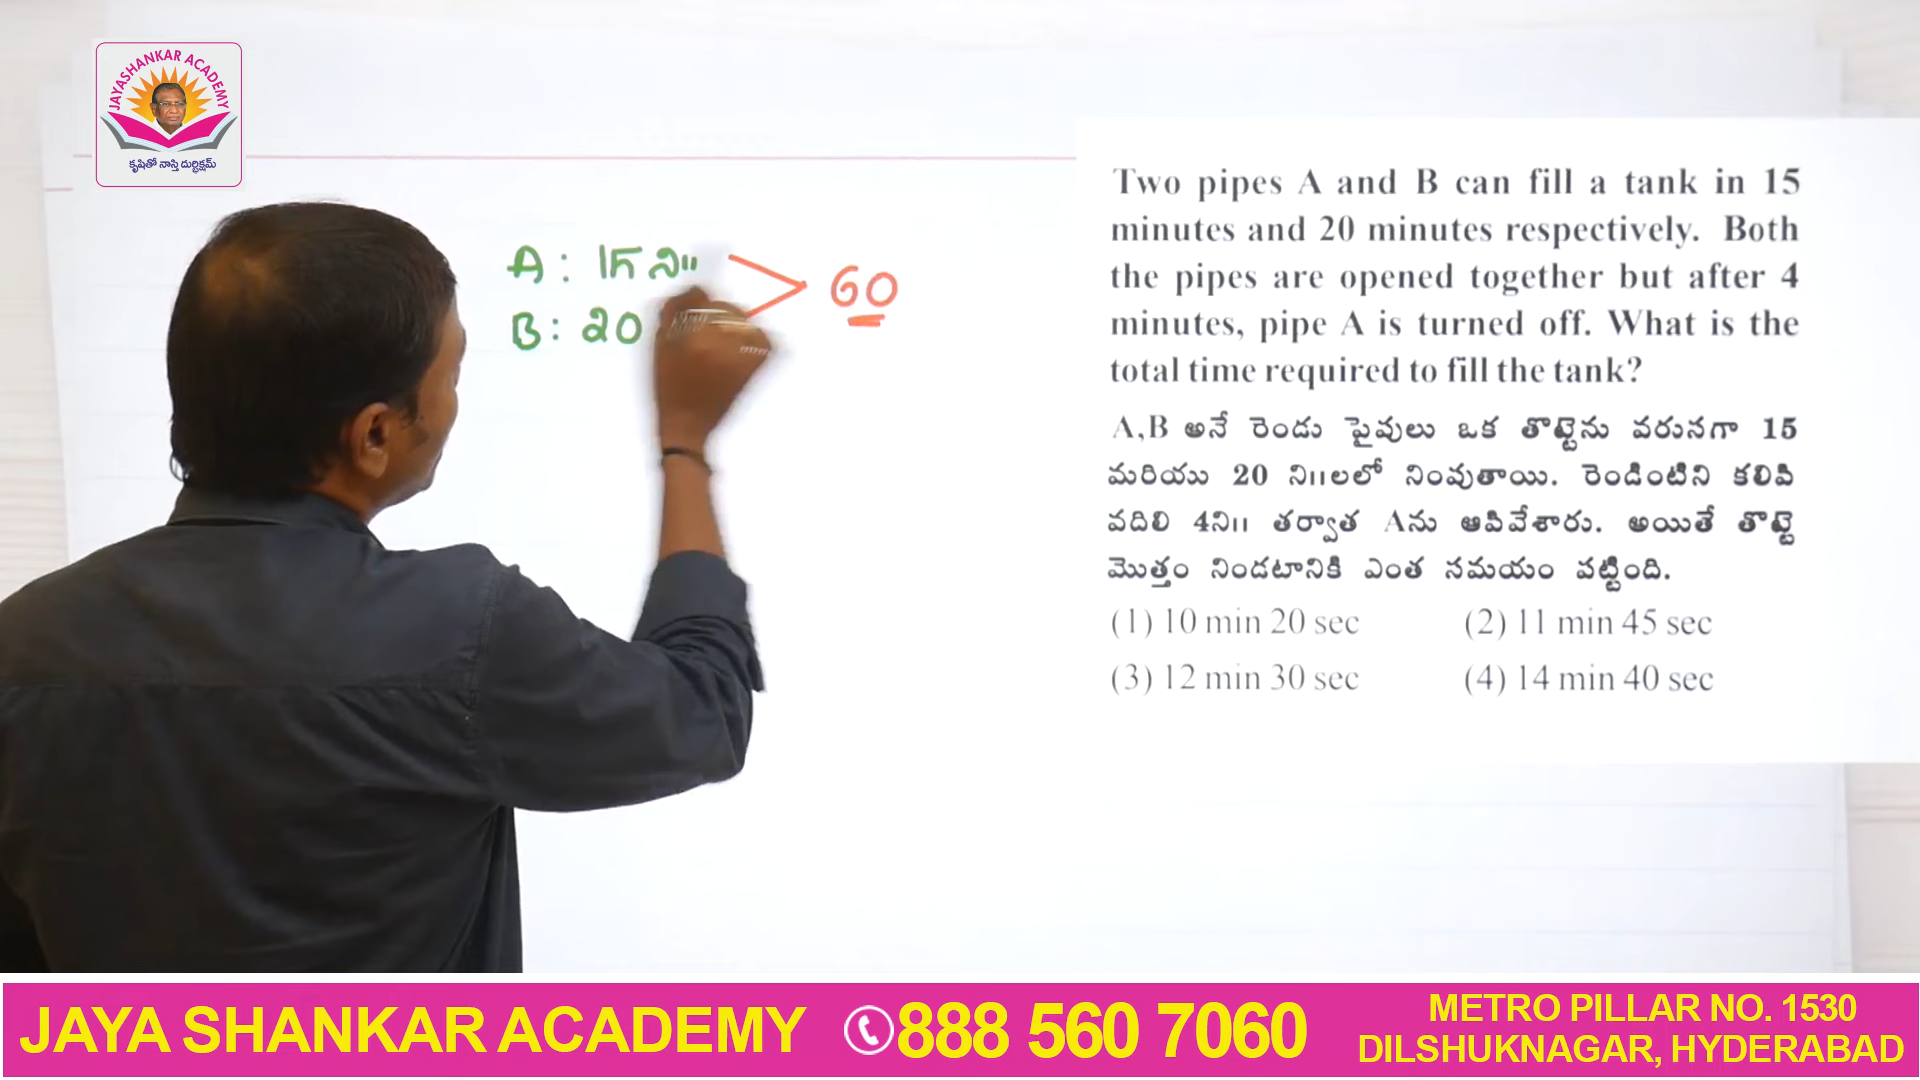 JAYASHANKAR ACADEMY
కృషితో నాస్తి దుర్భిక్షమ్
A: 15 ని॥
B: 20
60
Two pipes A and B can fill a tank in 15
minutes and 20 minutes respectively. Both
the pipes are opened together but after 4
minutes, pipe A is turned off. What is the
total time required to fill the tank?
A,B అనే రెండు పైపులు ఒక తొట్టెను వరుసగా 15
మరియు 20 ని॥లలో నింపుతాయి. రెండింటిని కలిపి
వదిలి 4ని॥ తర్వాత Aను ఆపివేశారు. అయితే తొట్టె
మొత్తం నిండటానికి ఎంత సమయం పట్టింది.
(1) 10 min 20 sec (2) 11 min 45 sec
(3) 12 min 30 sec (4) 14 min 40 sec
JAYA SHANKAR ACADEMY 888 560 7060
METRO PILLAR NO. 1530
DILSHUKNAGAR, HYDERABAD